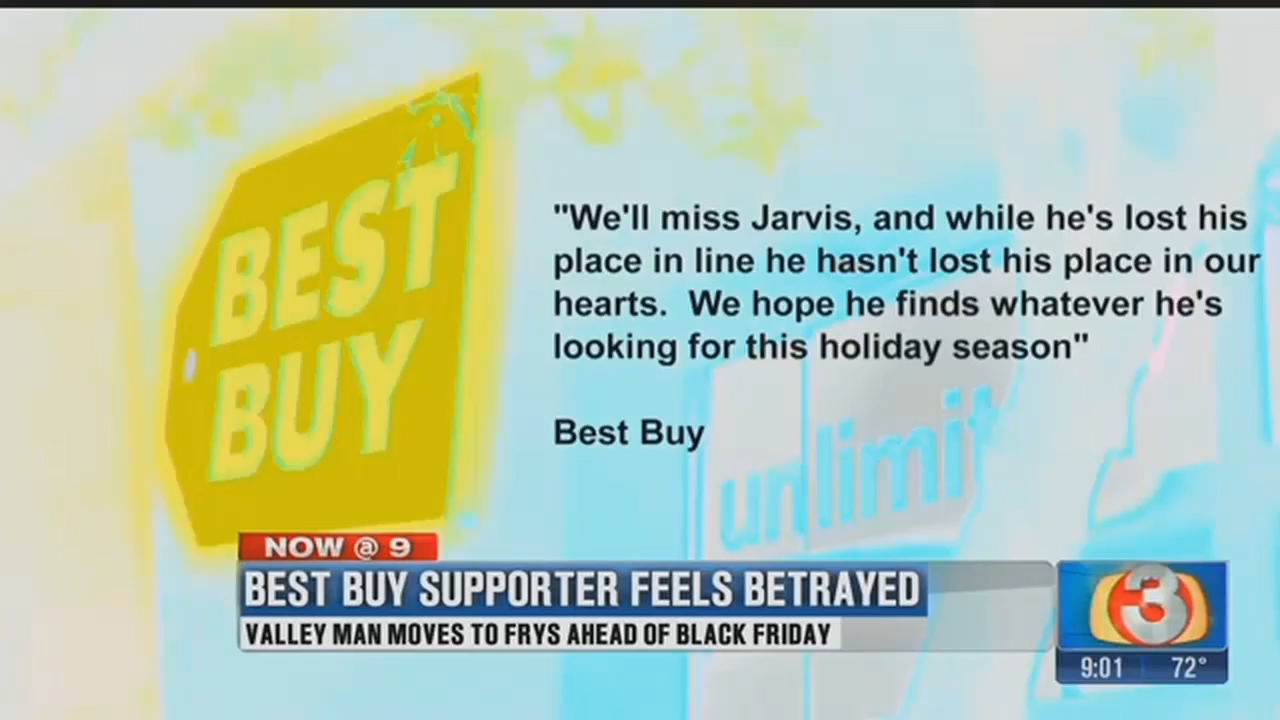 BEST
BUY
"We'll miss Jarvis, and while he's lost his
place in line he hasn't lost his place in our
hearts.  We hope he finds whatever he's
looking for this holiday season"
Best Buy
unlimit
NOW @ 9
BEST BUY SUPPORTER FEELS BETRAYED
VALLEY MAN MOVES TO FRYS AHEAD OF BLACK FRIDAY
3
9:01 72°